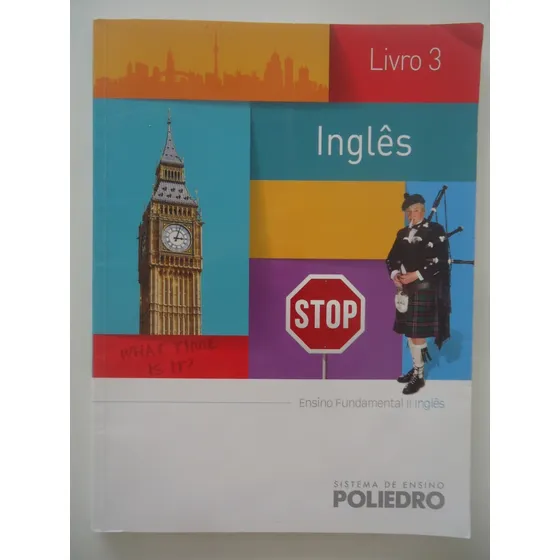 Livro 3
Inglês
STOP
WHAT TIME
IS IT?
Ensino Fundamental II Inglês
SISTEMA DE ENSINO
POLIEDRO